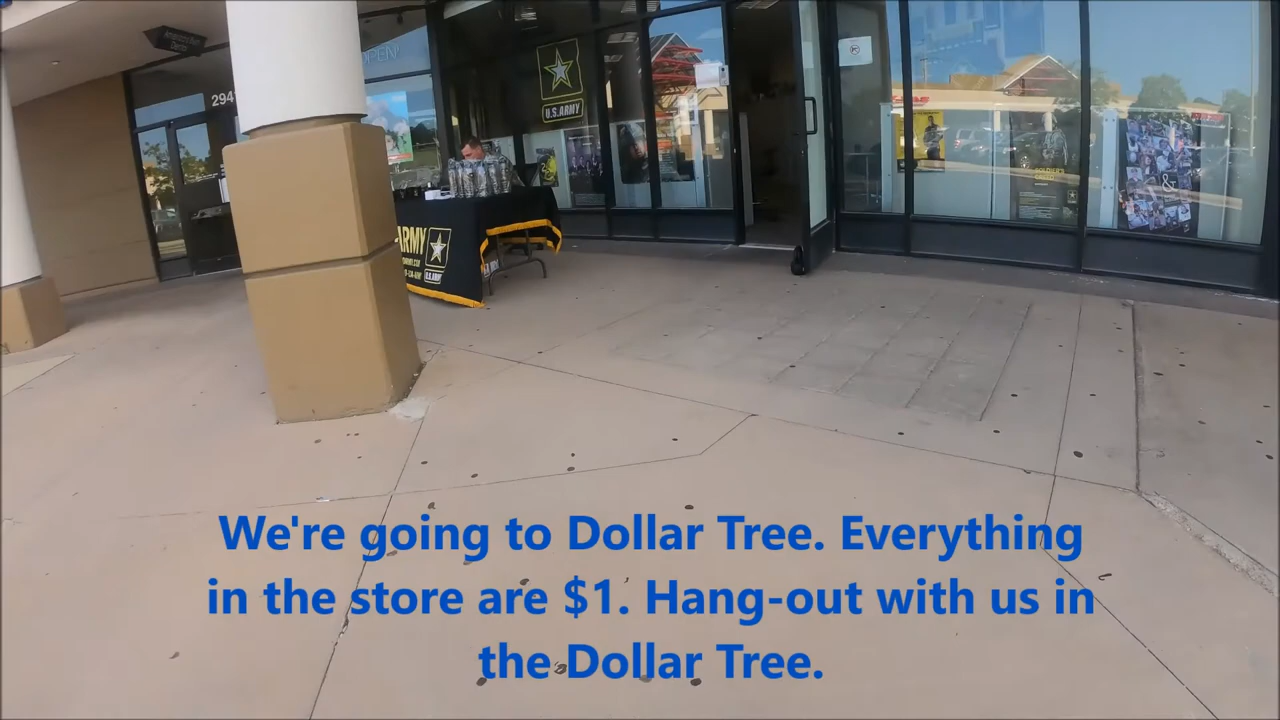 294
OPEN
U.S.ARMY
ARMY
U.S.ARMY
&
We're going to Dollar Tree. Everything
in the store are $1. Hang-out with us in
the Dollar Tree.